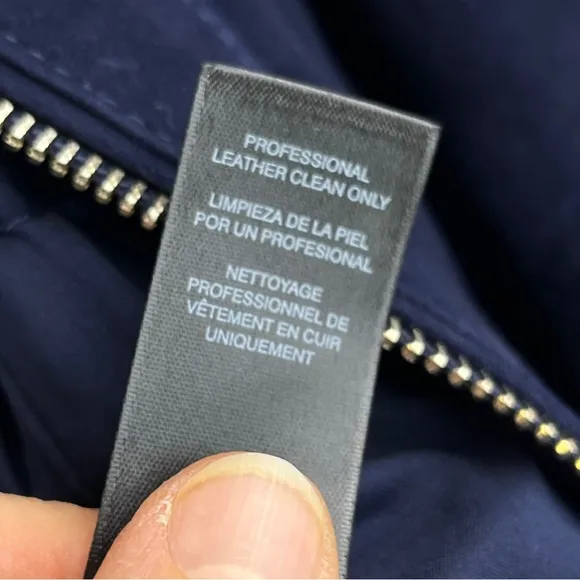 PROFESSIONAL
LEATHER CLEAN ONLY
LIMPIEZA DE LA PIEL
POR UN PROFESIONAL
NETTOYAGE
PROFESSIONNEL DE
VÊTEMENT EN CUIR
UNIQUEMENT